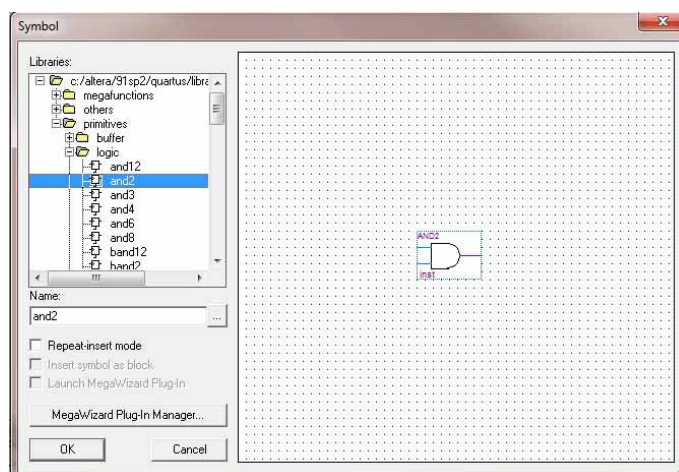 Symbol
Libraries:
c:/altera/91sp2/quartus/libra
megafunctions
others
primitives
buffer
logic
and12
and2
and3
and4
and6
and8
band12
band2
Name:
and2
...
Repeat-insert mode
Insert symbol as block
Launch MegaWizard Plug-In
MegaWizard Plug-In Manager...
OK
Cancel
AND2
inst